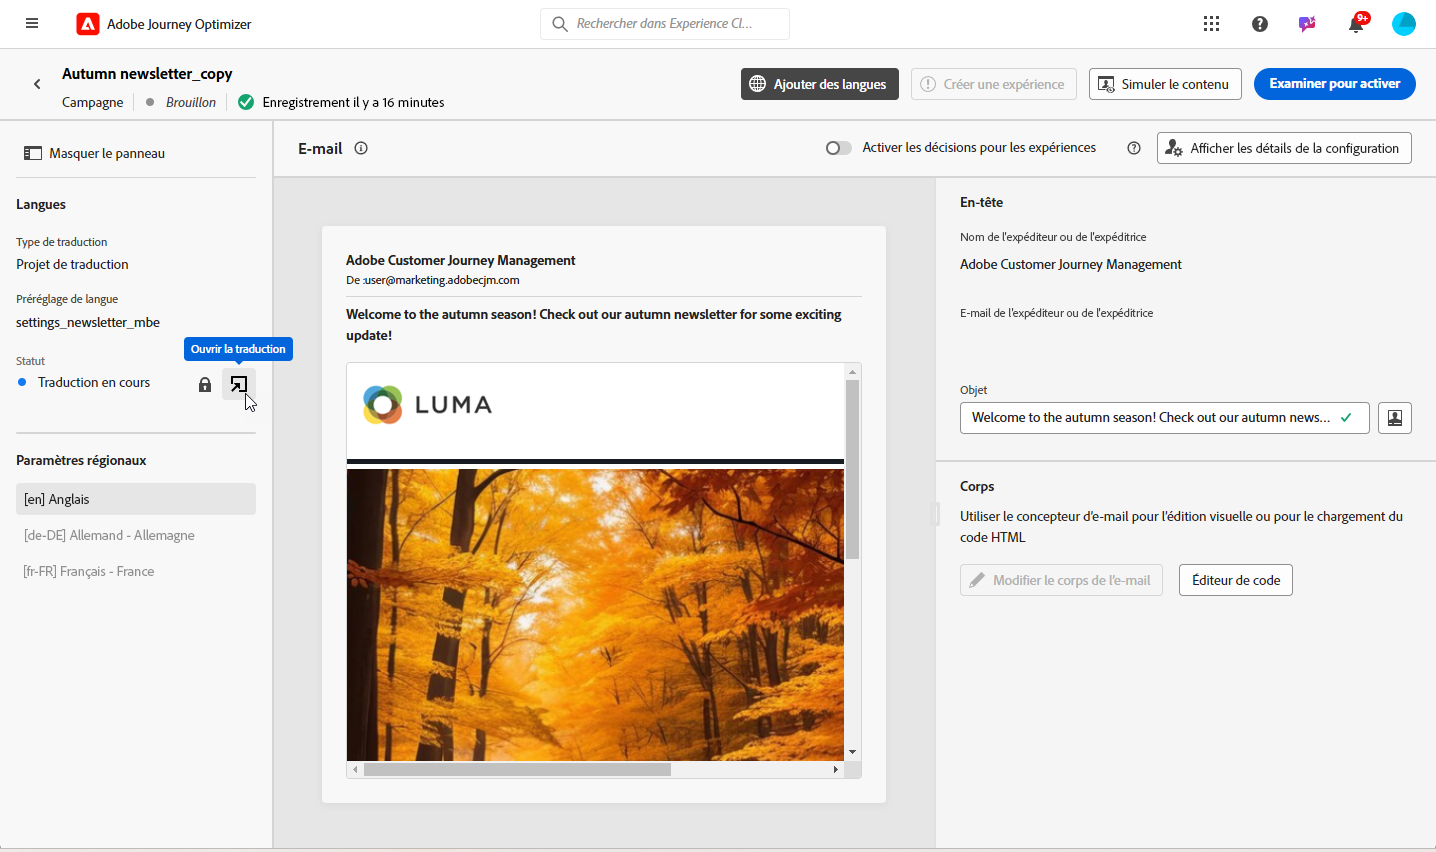 Adobe Journey Optimizer
Rechercher dans Experience Cl...
9+
Autumn newsletter_copy
Campagne
Brouillon
Enregistrement il y a 16 minutes
Ajouter des langues
Créer une expérience
Simuler le contenu
Examiner pour activer
Masquer le panneau
E-mail
Activer les décisions pour les expériences
Afficher les détails de la configuration
Langues
Type de traduction
Projet de traduction
Préréglage de langue
settings_newsletter_mbe
Ouvrir la traduction
Statut
Traduction en cours
Paramètres régionaux
[en] Anglais
[de-DE] Allemand - Allemagne
[fr-FR] Français - France
Adobe Customer Journey Management
De :user@marketing.adobecjm.com
Welcome to the autumn season! Check out our autumn newsletter for some exciting
update!
LUMA
En-tête
Nom de l'expéditeur ou de l'expéditrice
Adobe Customer Journey Management
E-mail de l'expéditeur ou de l'expéditrice
Objet
Welcome to the autumn season! Check out our autumn news...
Corps
Utiliser le concepteur d'e-mail pour l'édition visuelle ou pour le chargement du
code HTML
Modifier le corps de l'e-mail
Éditeur de code